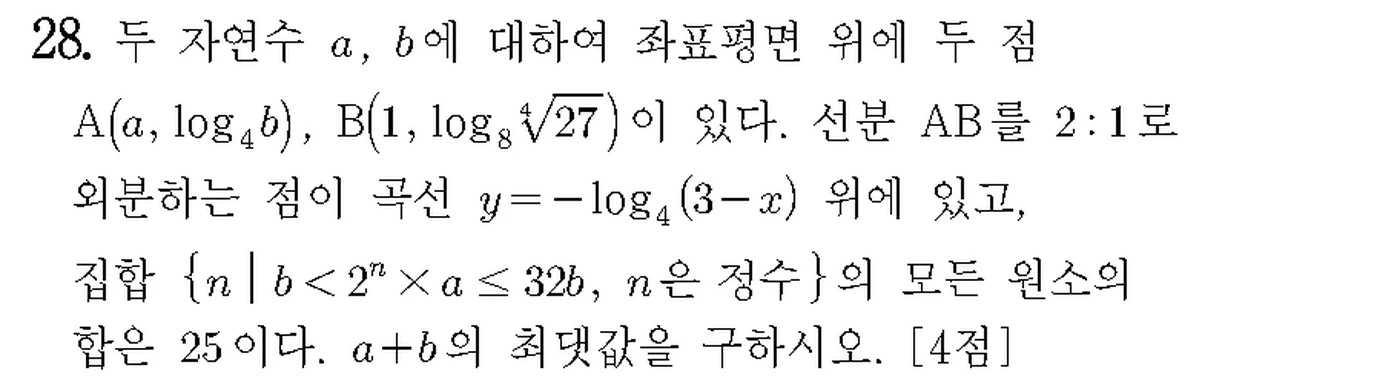 28. 두 자연수 a, b에 대하여 좌표평면 위에 두 점
A(a, log₄b), B(1, log₈∜27)이 있다. 선분 AB를 2:1로
외분하는 점이 곡선 y=−log₄(3−x) 위에 있고,
집합 {n | b<2ⁿ×a≤32b, n은 정수}의 모든 원소의
합은 25이다. a+b의 최댓값을 구하시오. [4점]